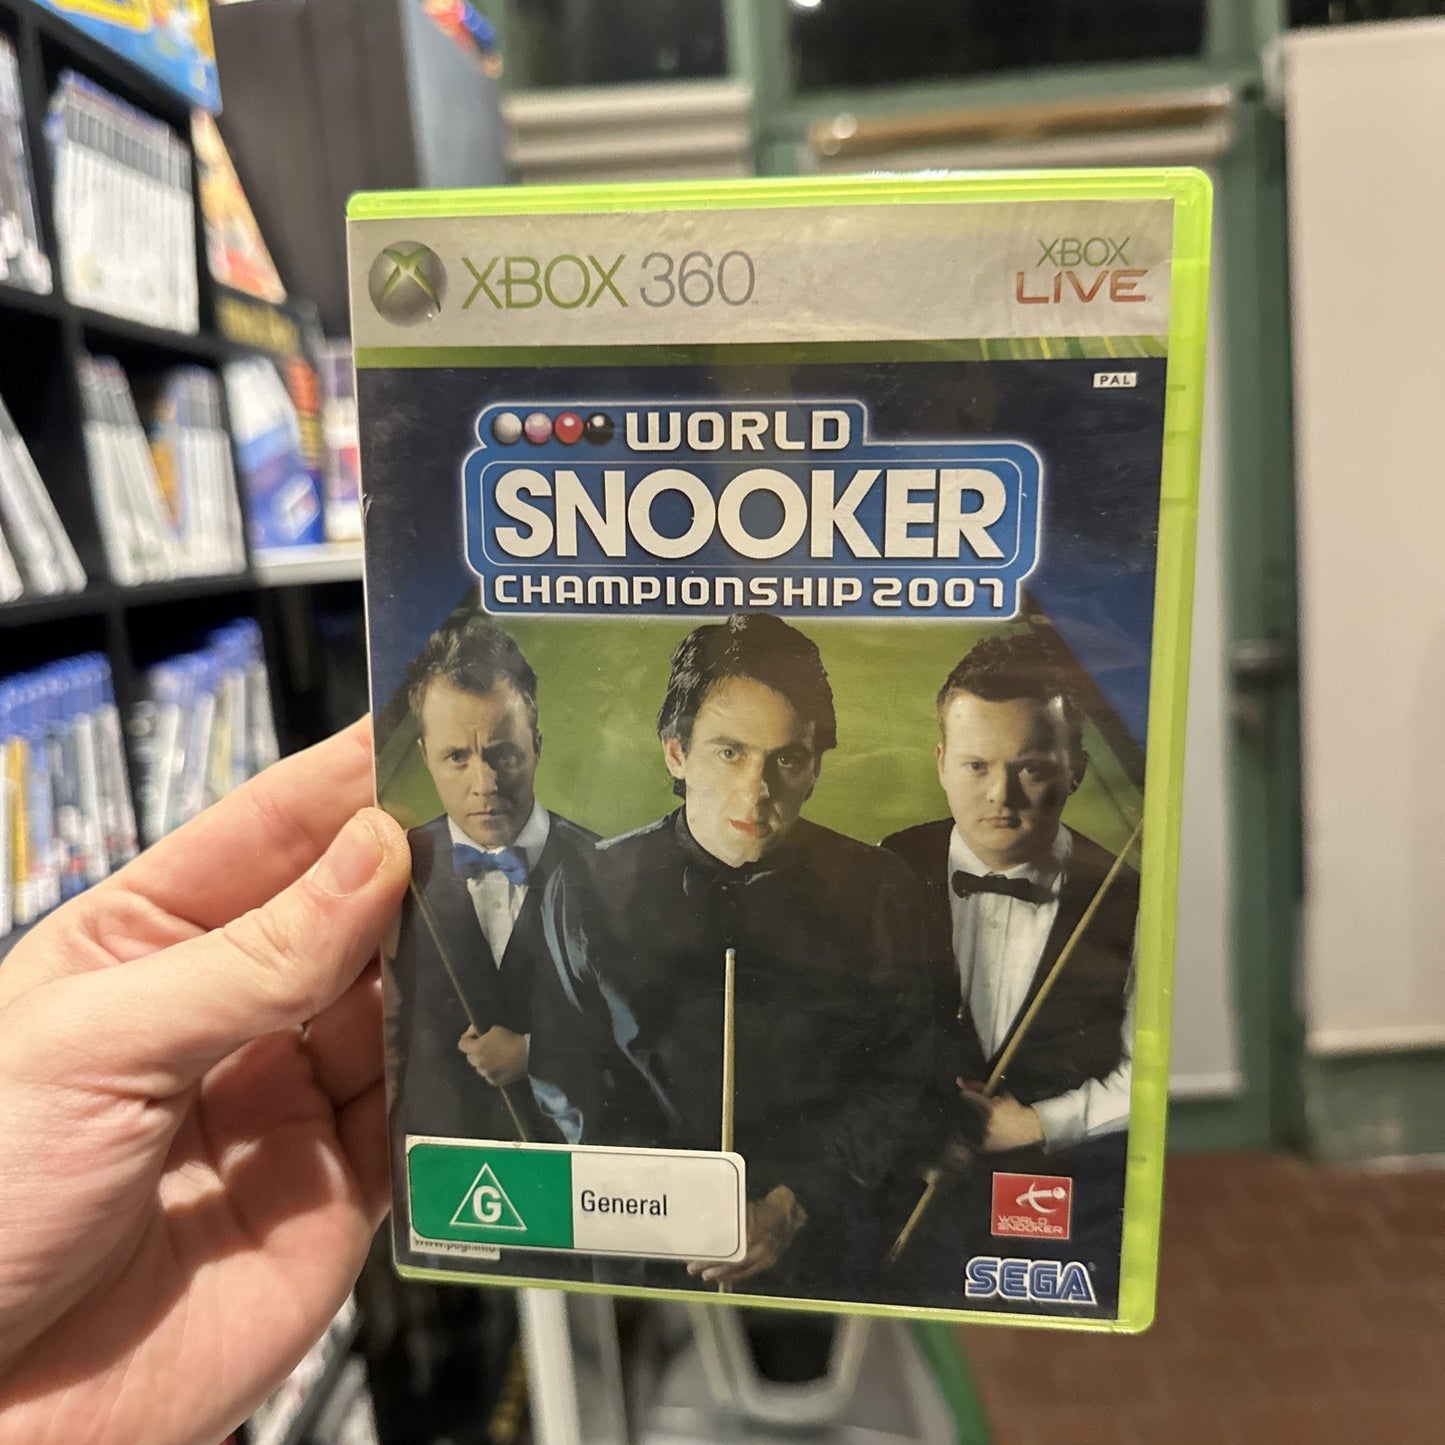 XBOX 360
XBOX
LIVE
PAL
WORLD
SNOOKER
CHAMPIONSHIP 2007
G
General
WORLD
SNOOKER
SEGA